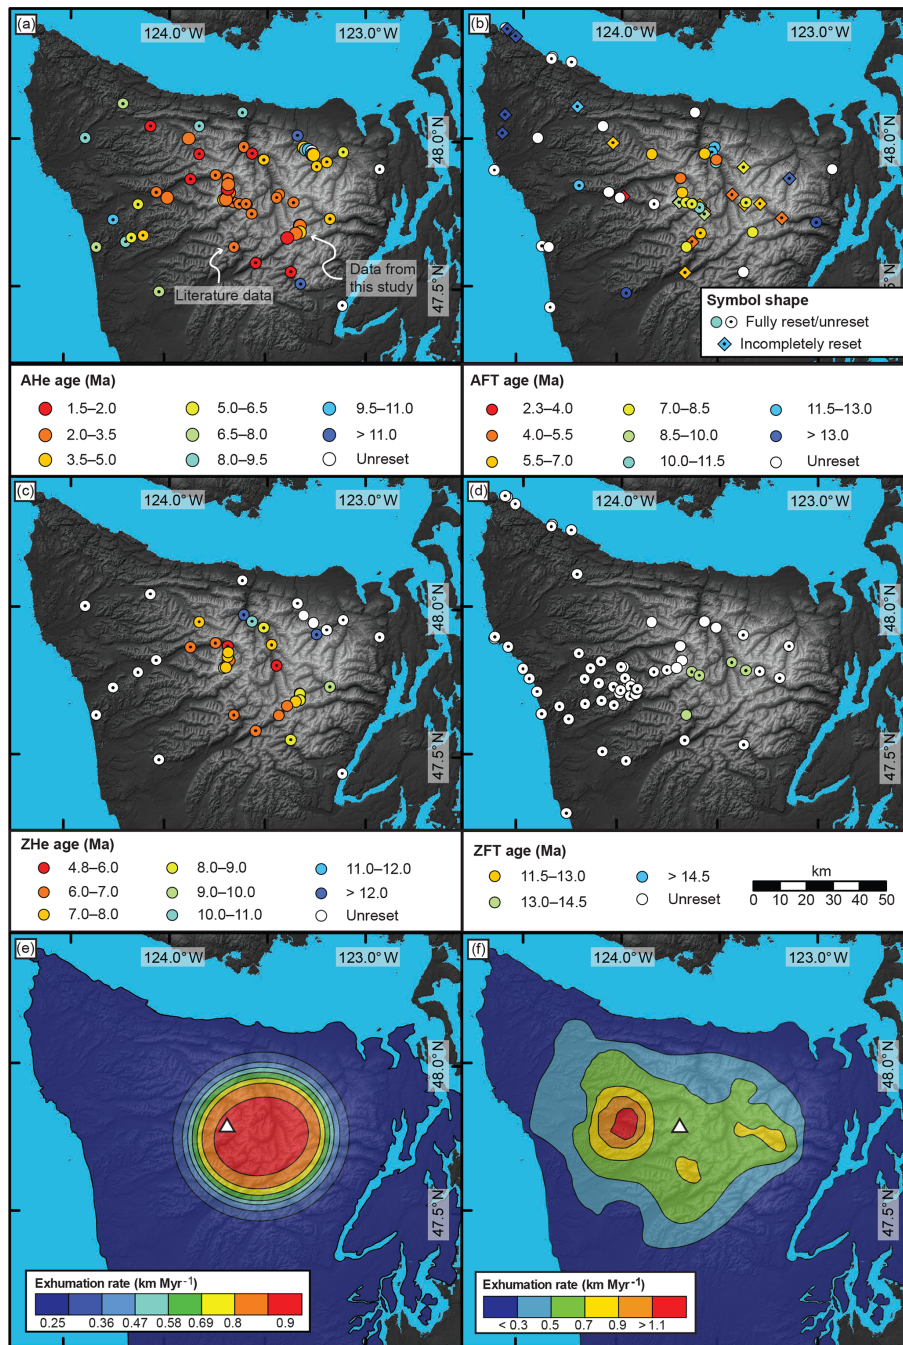 (a)
124.0°W
123.0°W
48.0°N
47.5°N
Literature data
Data from
this study
(b)
124.0°W
123.0°W
48.0°N
.5°N
Symbol shape
Fully reset/unreset
Incompletely reset
AHe age (Ma)
1.5–2.0
5.0–6.5
9.5–11.0
2.0–3.5
6.5–8.0
> 11.0
3.5–5.0
8.0–9.5
Unreset
AFT age (Ma)
2.3–4.0
7.0–8.5
11.5–13.0
4.0–5.5
8.5–10.0
> 13.0
5.5–7.0
10.0–11.5
Unreset
(c)
124.0°W
123.0°W
48.0°N
47.5°N
(d)
124.0°W
123.0°W
48.0°N
47.5°N
ZHe age (Ma)
4.8–6.0
8.0–9.0
11.0–12.0
6.0–7.0
9.0–10.0
> 12.0
7.0–8.0
10.0–11.0
Unreset
ZFT age (Ma)
11.5–13.0
> 14.5
13.0–14.5
Unreset
km
0 10 20 30 40 50
(e)
124.0°W
123.0°W
48.0°N
47.5°N
Exhumation rate (km Myr⁻¹)
0.25 0.36 0.47 0.58 0.69 0.8 0.9
(f)
124.0°W
123.0°W
48.0°N
47.5°N
Exhumation rate (km Myr⁻¹)
< 0.3 0.5 0.7 0.9 > 1.1